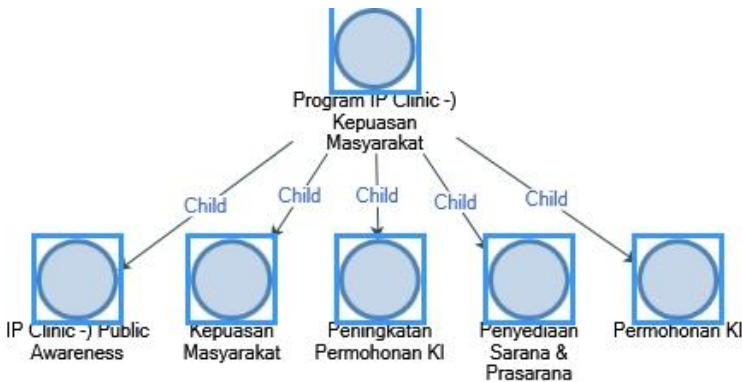 Program IP Clinic -)
Kepuasan
Masyarakat
Child
Child
Child
Child
Child
IP Clinic -) Public
Awareness
Kepuasan
Masyarakat
Peningkatan
Permohonan KI
Penyediaan
Sarana &
Prasarana
Permohonan KI